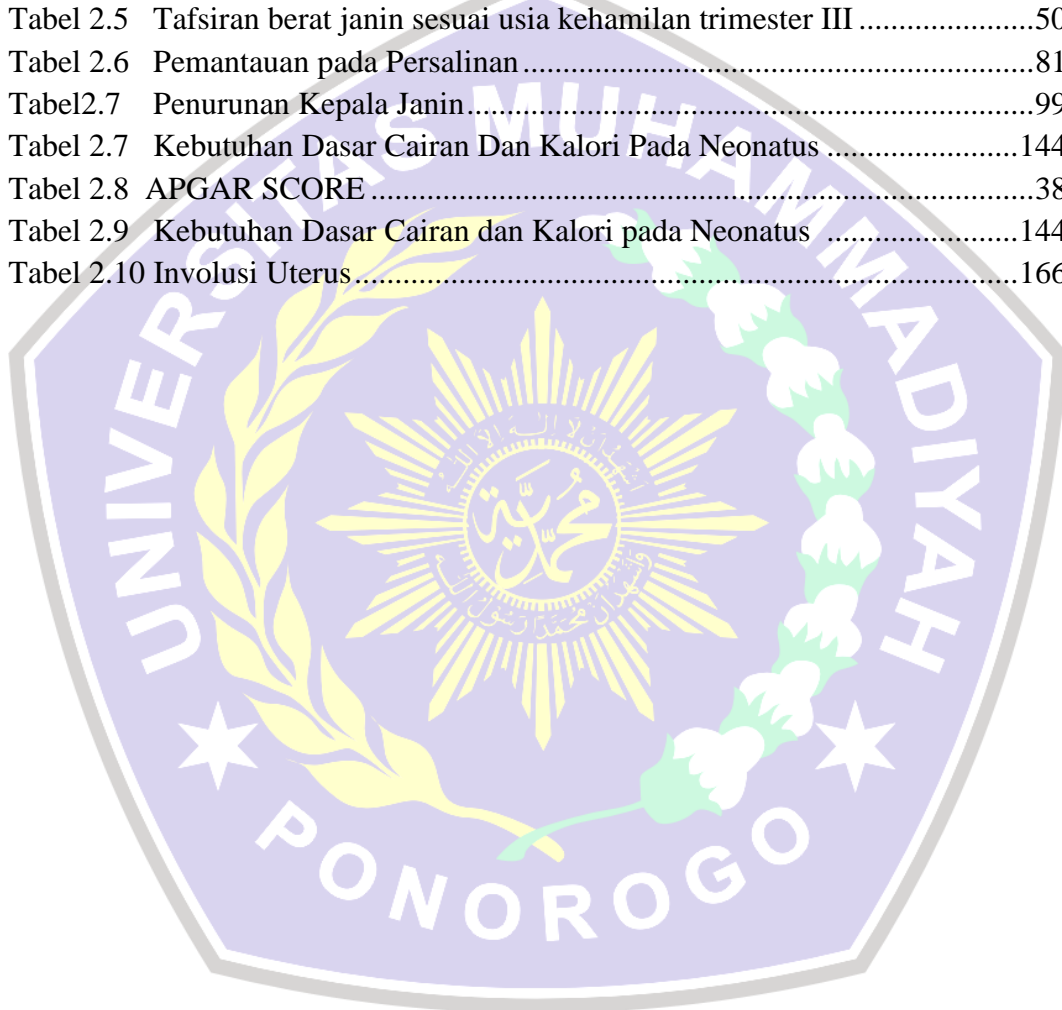 Tabel 2.5 Tafsiran berat janin sesuai usia kehamilan trimester III .....................50
Tabel 2.6 Pemantauan pada Persalinan ..............................................................81
Tabel2.7 Penurunan Kepala Janin .....................................................................99
Tabel 2.7 Kebutuhan Dasar Cairan Dan Kalori Pada Neonatus .......................144
Tabel 2.8 APGAR SCORE ................................................................................38
Tabel 2.9 Kebutuhan Dasar Cairan dan Kalori pada Neonatus .......................144
Tabel 2.10 Involusi Uterus ................................................................................166
UNIVERSITAS MUHAMMADIYAH
PONOROGO
محمدية